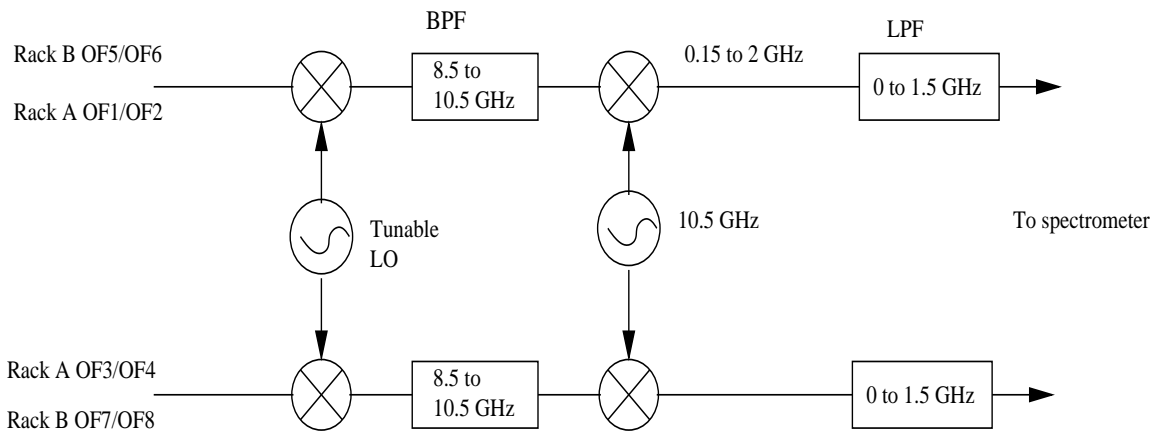 BPF
LPF
Rack B OF5/OF6
0.15 to 2 GHz
8.5 to
10.5 GHz
0 to 1.5 GHz
Rack A OF1/OF2
Tunable
LO
10.5 GHz
To spectrometer
Rack A OF3/OF4
8.5 to
10.5 GHz
0 to 1.5 GHz
Rack B OF7/OF8